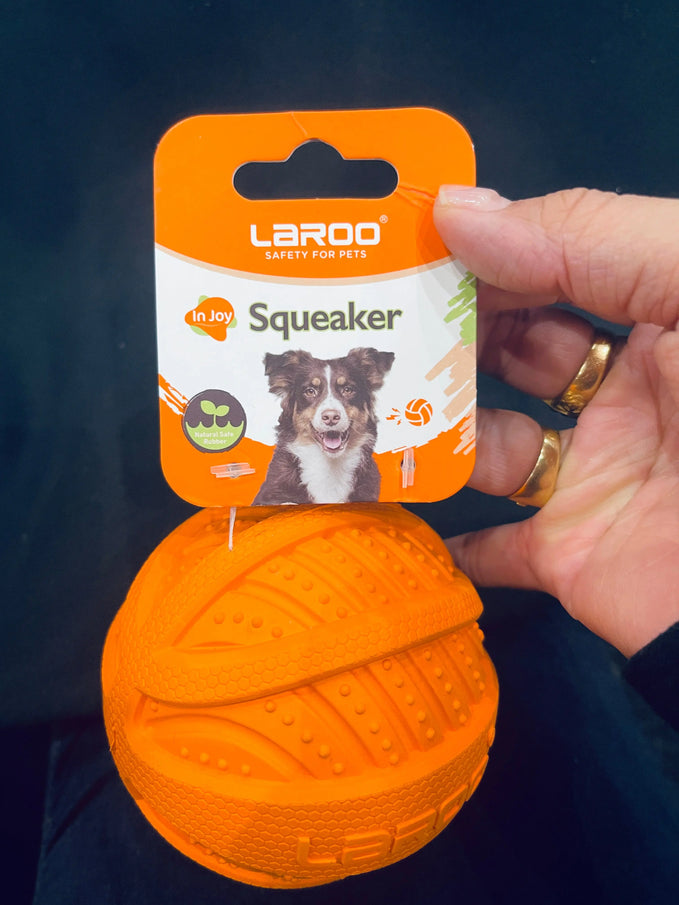 LAROO®
SAFETY FOR PETS
In Joy
Squeaker
Natural Safe
Rubber
LAROO